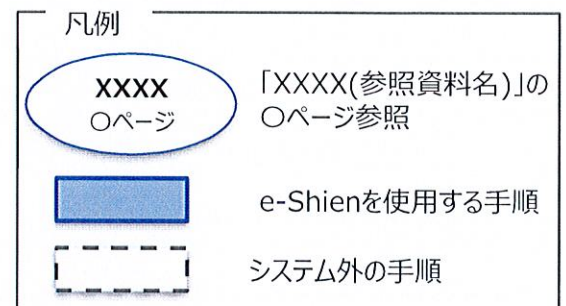 凡例
XXXX
〇ページ
「XXXX(参照資料名)」の
〇ページ参照
e-Shienを使用する手順
システム外の手順